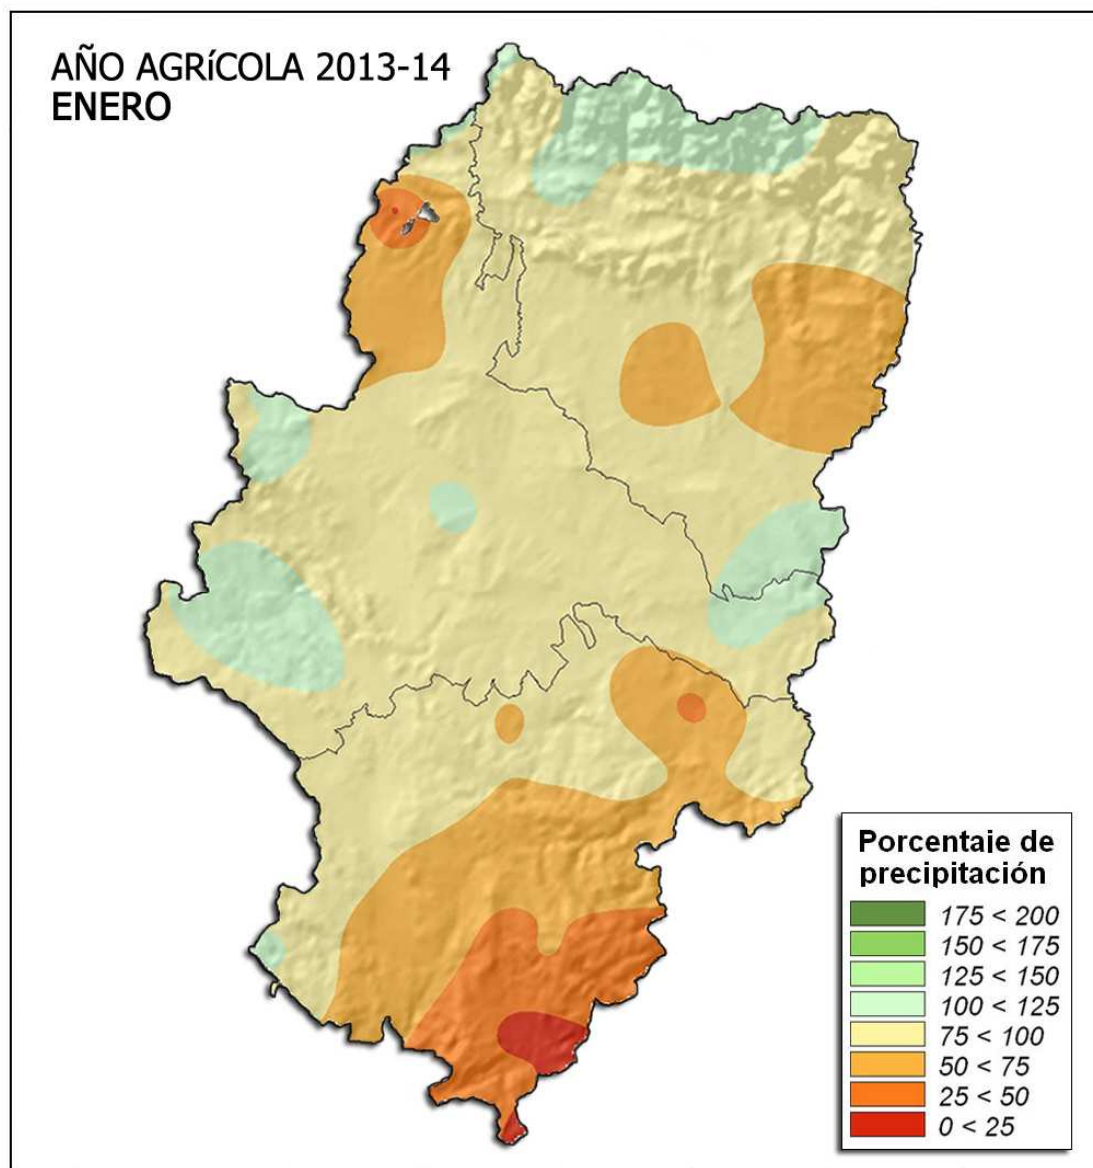 AÑO AGRíCOLA 2013-14
ENERO
Porcentaje de
precipitación
175 < 200
150 < 175
125 < 150
100 < 125
75 < 100
50 < 75
25 < 50
0 < 25